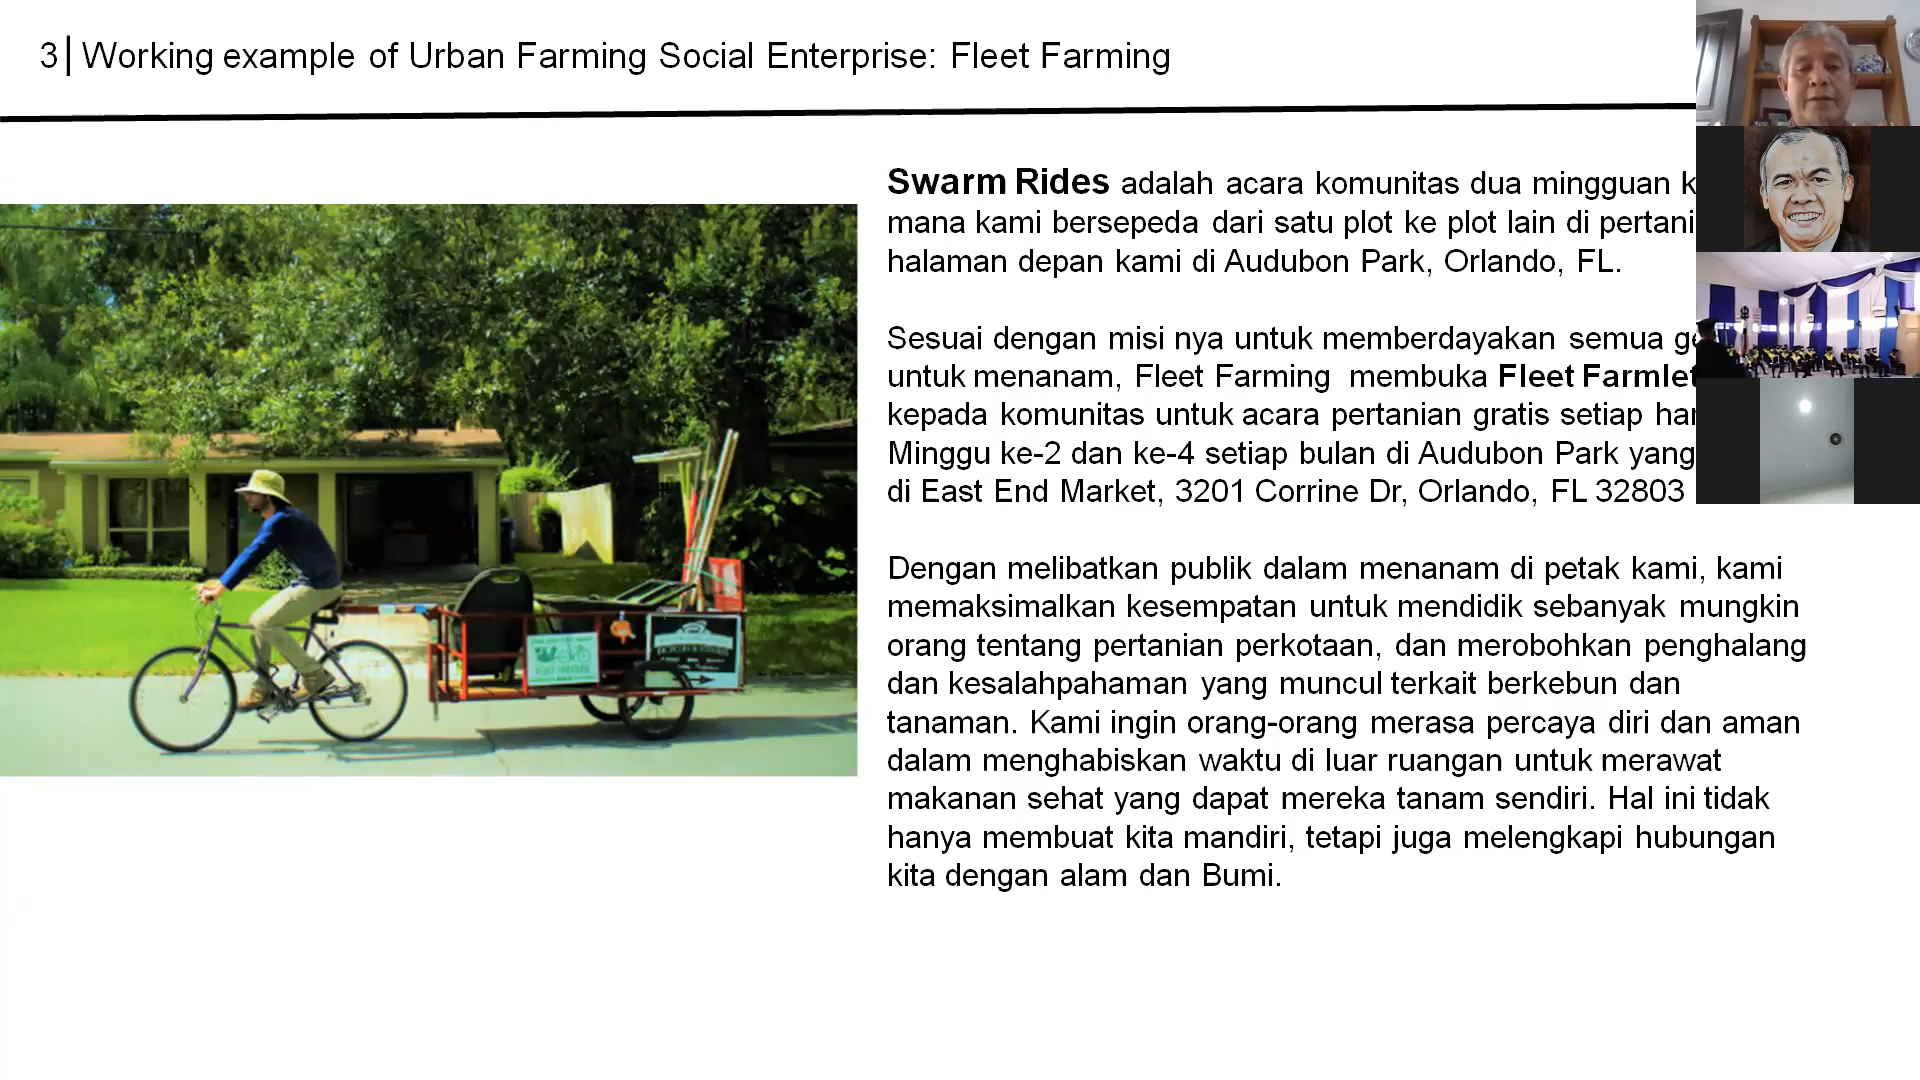 3| Working example of Urban Farming Social Enterprise: Fleet Farming
Swarm Rides adalah acara komunitas dua mingguan
mana kami bersepeda dari satu plot ke plot lain di
halaman depan kami di Audubon Park, Orlando, FL.
Sesuai dengan misi nya untuk memberdayakan semua
untuk menanam, Fleet Farming membuka Fleet
kepada komunitas untuk acara pertanian gratis setiap
Minggu ke-2 dan ke-4 setiap bulan di Audubon Park yang
di East End Market, 3201 Corrine Dr, Orlando, FL 32803
Dengan melibatkan publik dalam menanam di petak kami, kami
memaksimalkan kesempatan untuk mendidik sebanyak mungkin
orang tentang pertanian perkotaan, dan merobohkan penghalang
dan kesalahpahaman yang muncul terkait berkebun dan
tanaman. Kami ingin orang-orang merasa percaya diri dan aman
dalam menghabiskan waktu di luar ruangan untuk merawat
makanan sehat yang dapat mereka tanam sendiri. Hal ini tidak
hanya membuat kita mandiri, tetapi juga melengkapi hubungan
kita dengan alam dan Bumi.